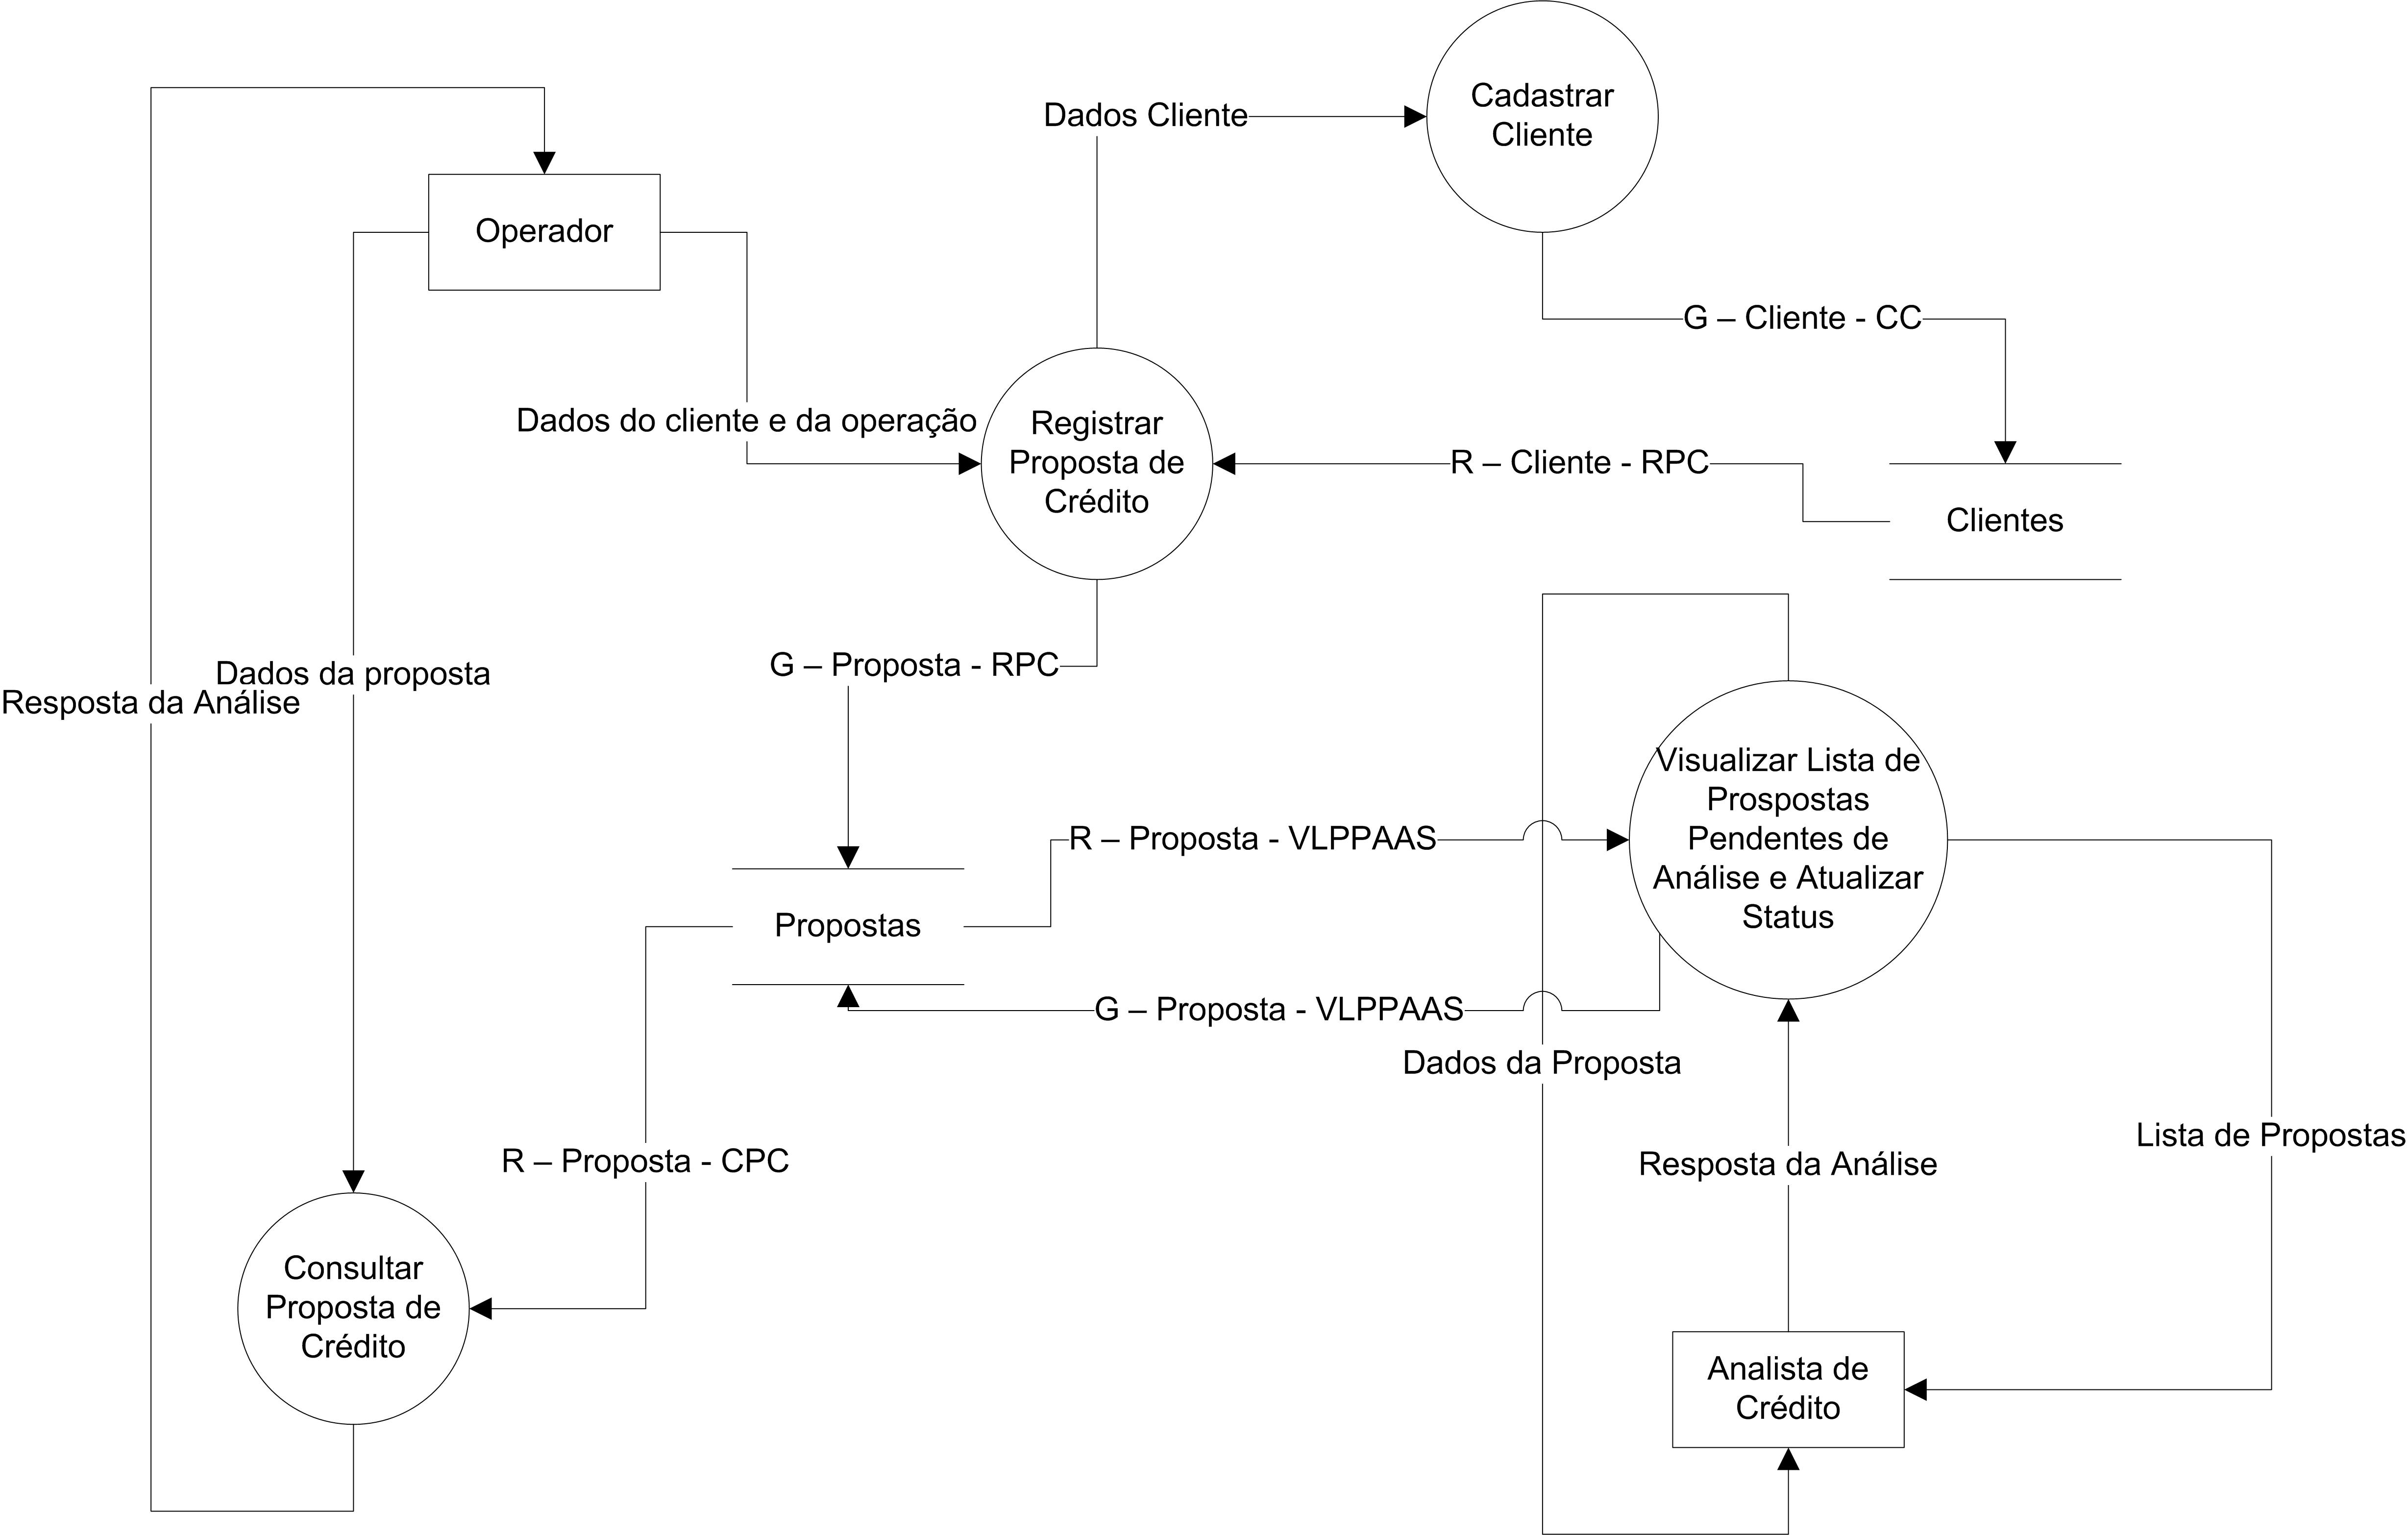 Cadastrar
Cliente
Dados Cliente
Operador
G – Cliente - CC
Dados do cliente e da operação
Registrar
Proposta de
Crédito
R – Cliente - RPC
Clientes
G – Proposta - RPC
Dados da proposta
Resposta da Análise
Visualizar Lista de
Prospostas
Pendentes de
Análise e Atualizar
Status
R – Proposta - VLPPAAS
Propostas
G – Proposta - VLPPAAS
Dados da Proposta
Lista de Propostas
R – Proposta - CPC
Resposta da Análise
Consultar
Proposta de
Crédito
Analista de
Crédito